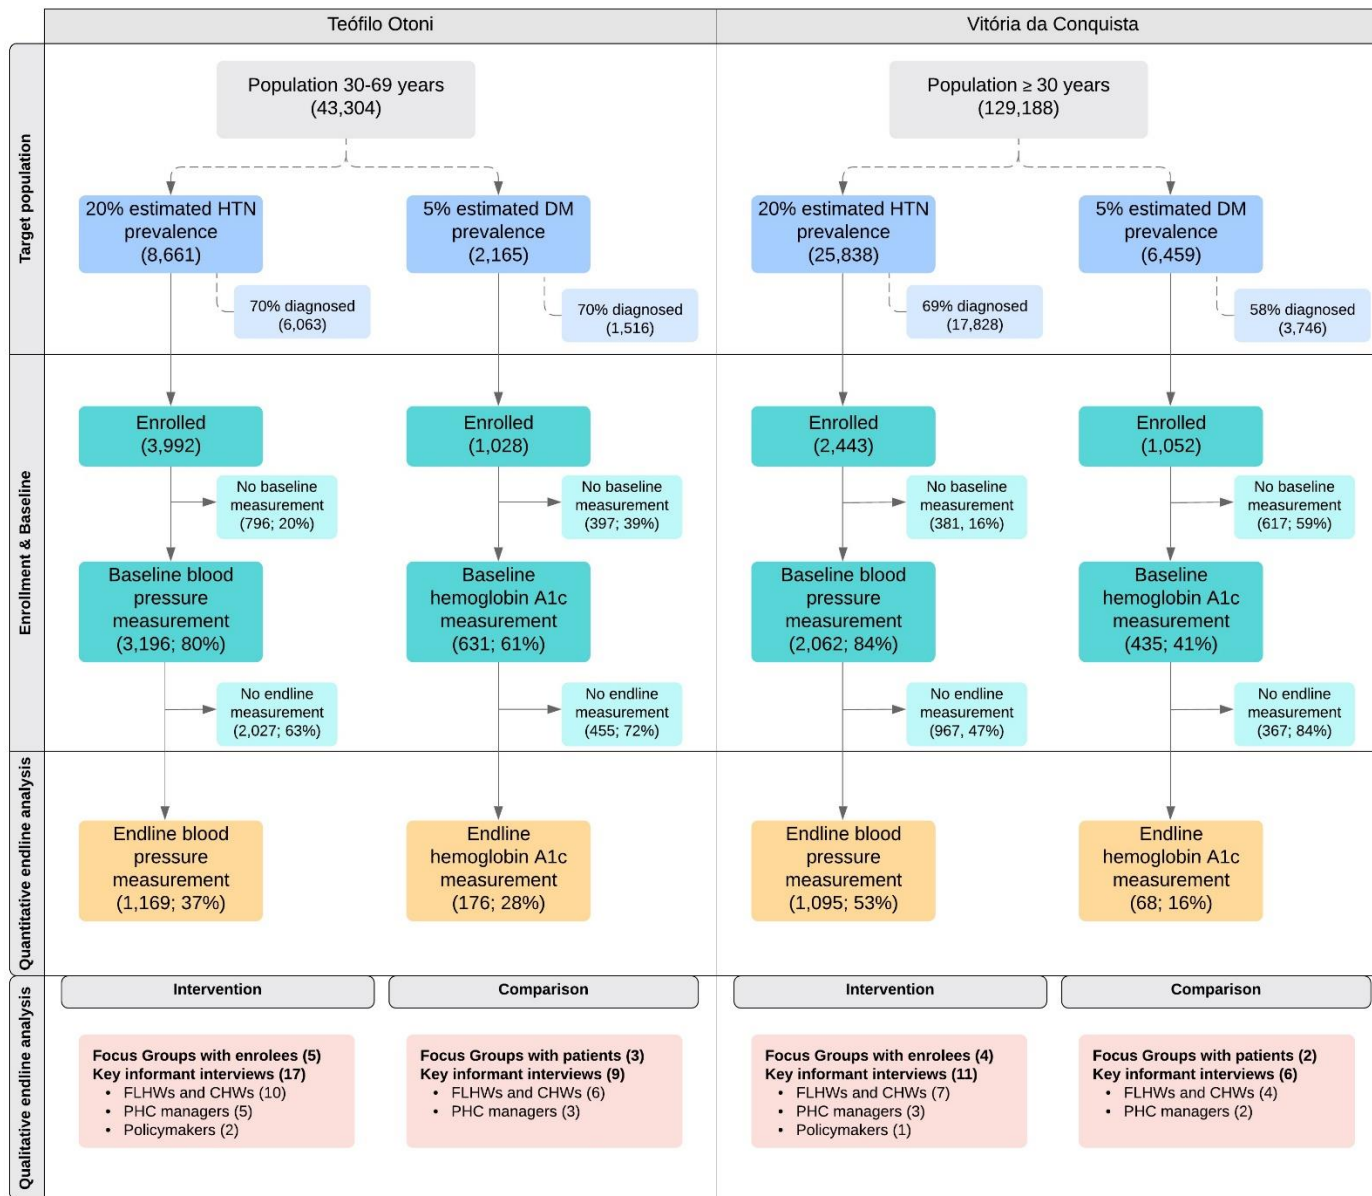 Teófilo Otoni
Vitória da Conquista
Target population
Population 30-69 years
(43,304)
Population ≥ 30 years
(129,188)
20% estimated HTN
prevalence
(8,661)
5% estimated DM
prevalence
(2,165)
20% estimated HTN
prevalence
(25,838)
5% estimated DM
prevalence
(6,459)
70% diagnosed
(6,063)
70% diagnosed
(1,516)
69% diagnosed
(17,828)
58% diagnosed
(3,746)
Enrollment & Baseline
Enrolled
(3,992)
Enrolled
(1,028)
Enrolled
(2,443)
Enrolled
(1,052)
No baseline
measurement
(796; 20%)
No baseline
measurement
(397; 39%)
No baseline
measurement
(381, 16%)
No baseline
measurement
(617; 59%)
Baseline blood
pressure
measurement
(3,196; 80%)
Baseline
hemoglobin A1c
measurement
(631; 61%)
Baseline blood
pressure
measurement
(2,062; 84%)
Baseline
hemoglobin A1c
measurement
(435; 41%)
No endline
measurement
(2,027; 63%)
No endline
measurement
(455; 72%)
No endline
measurement
(967, 47%)
No endline
measurement
(367; 84%)
Quantitative endline analysis
Endline blood
pressure
measurement
(1,169; 37%)
Endline
hemoglobin A1c
measurement
(176; 28%)
Endline blood
pressure
measurement
(1,095; 53%)
Endline
hemoglobin A1c
measurement
(68; 16%)
Qualitative endline analysis
Intervention
Comparison
Intervention
Comparison
Focus Groups with enrolees (5)
Key informant interviews (17)
• FLHWs and CHWs (10)
• PHC managers (5)
• Policymakers (2)
Focus Groups with patients (3)
Key informant interviews (9)
• FLHWs and CHWs (6)
• PHC managers (3)
Focus Groups with enrolees (4)
Key informant interviews (11)
• FLHWs and CHWs (7)
• PHC managers (3)
• Policymakers (1)
Focus Groups with patients (2)
Key informant interviews (6)
• FLHWs and CHWs (4)
• PHC managers (2)